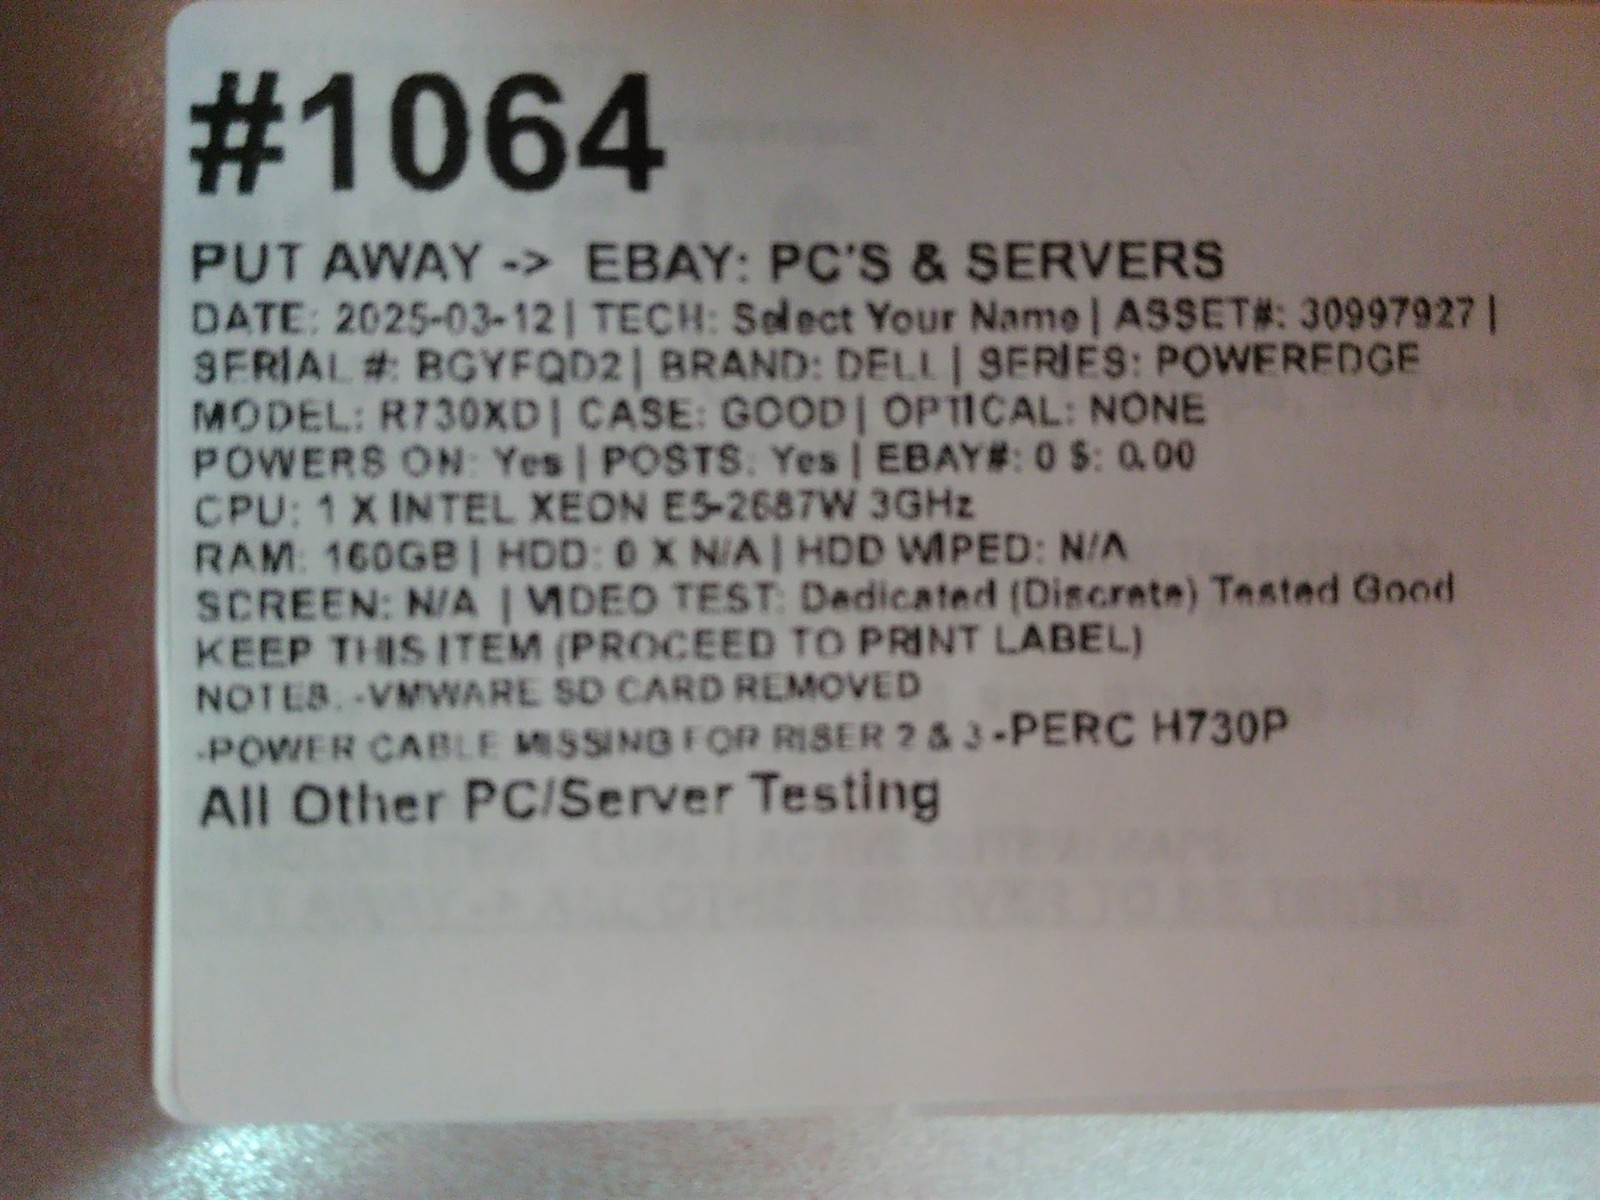 #1064
PUT AWAY -> EBAY: PC'S & SERVERS
DATE: 2025-03-12 | TECH: Select Your Name | ASSET#: 30997927 |
SERIAL #: BGYFQD2 | BRAND: DELL | SERIES: POWEREDGE
MODEL: R730XD | CASE: GOOD | OPTICAL: NONE
POWERS ON: Yes | POSTS: Yes | EBAY#: 0 $: 0.00
CPU: 1 X INTEL XEON E5-2687W 3GHz
RAM: 160GB | HDD: 0 X N/A | HDD WIPED: N/A
SCREEN: N/A | VIDEO TEST: Dedicated (Discrete) Tested Good
KEEP THIS ITEM (PROCEED TO PRINT LABEL)
NOTES: -VMWARE SD CARD REMOVED
-POWER CABLE MISSING FOR RISER 2 & 3 -PERC H730P
All Other PC/Server Testing